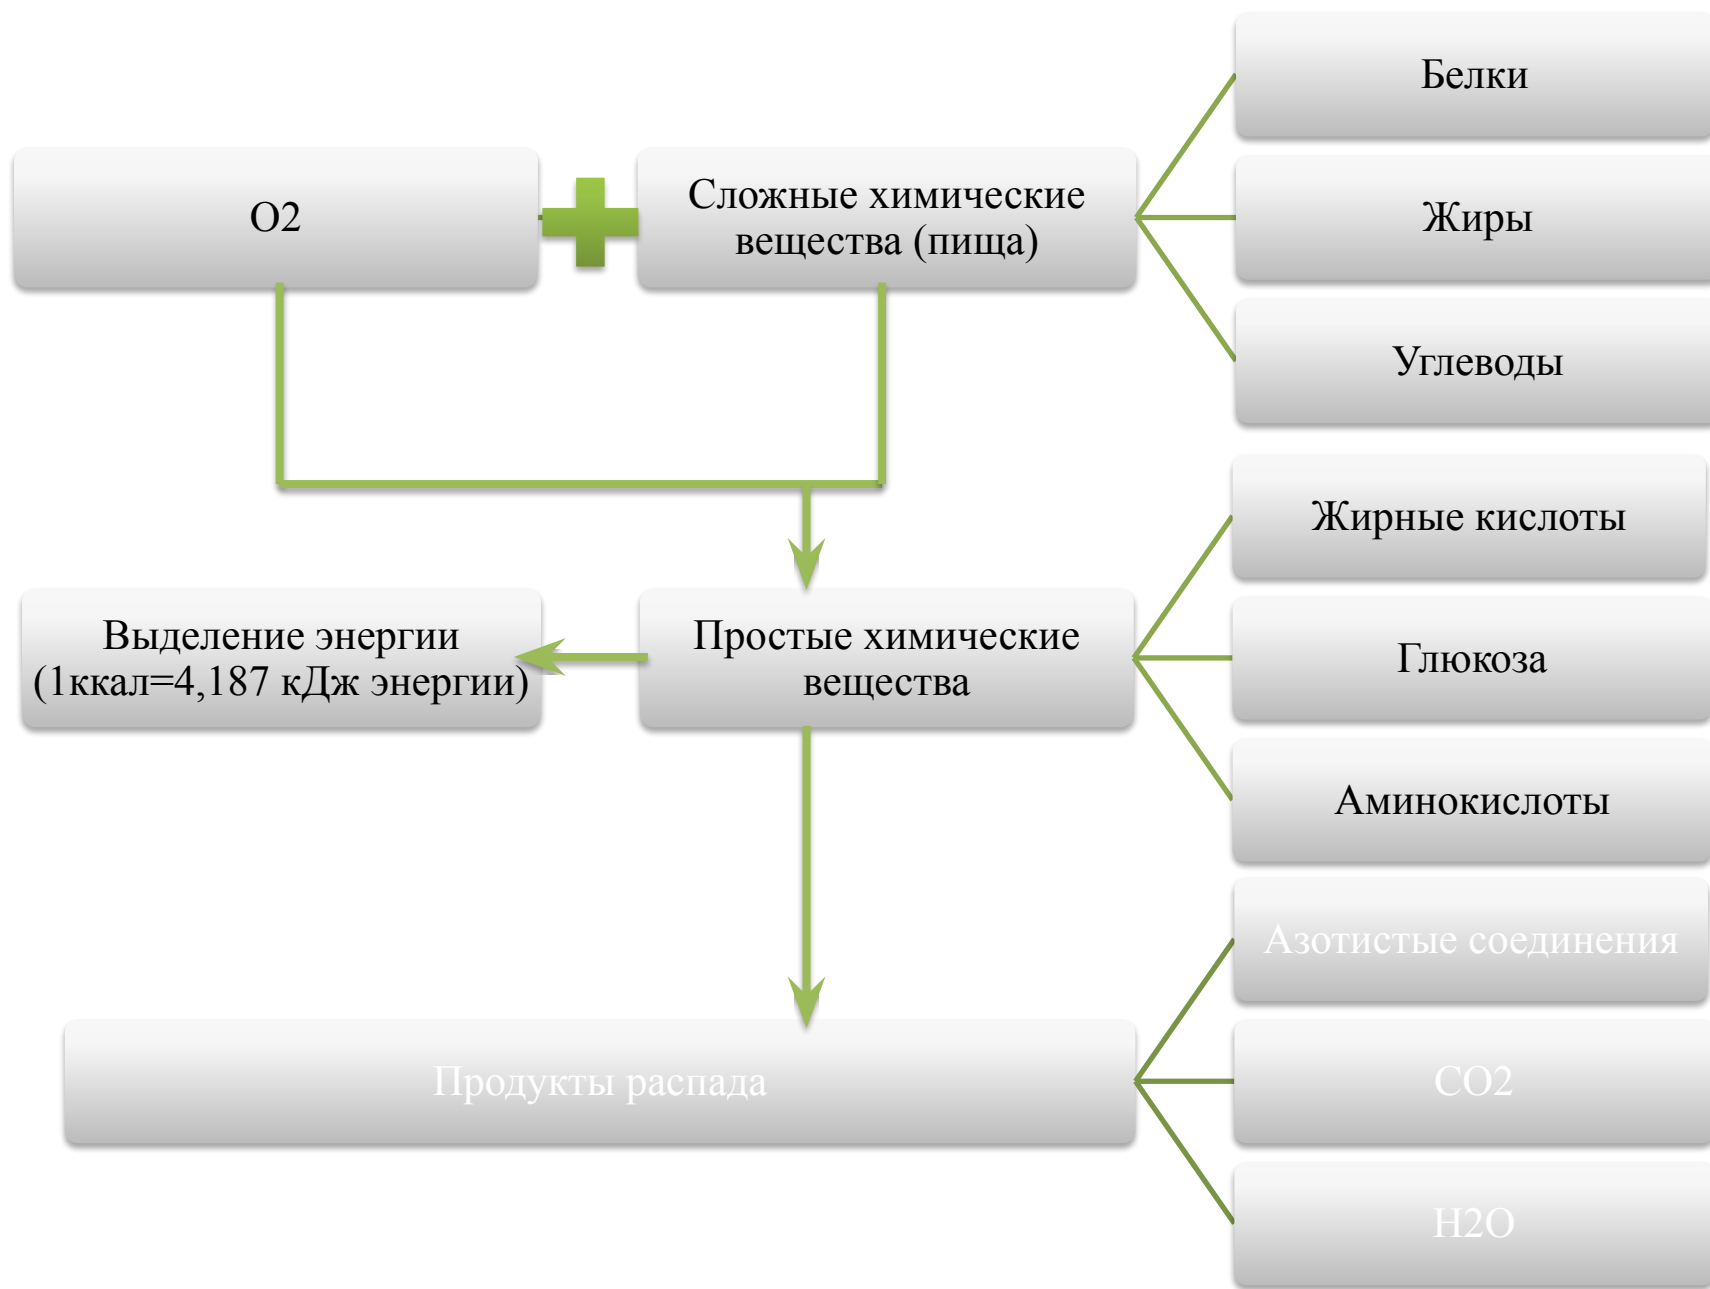 Белки
О2
Сложные химические
вещества (пища)
Жиры
Углеводы
Жирные кислоты
Выделение энергии
(1ккал=4,187 кДж энергии)
Простые химические
вещества
Глюкоза
Аминокислоты
Азотистые соединения
Продукты распада
СО2
Н2О